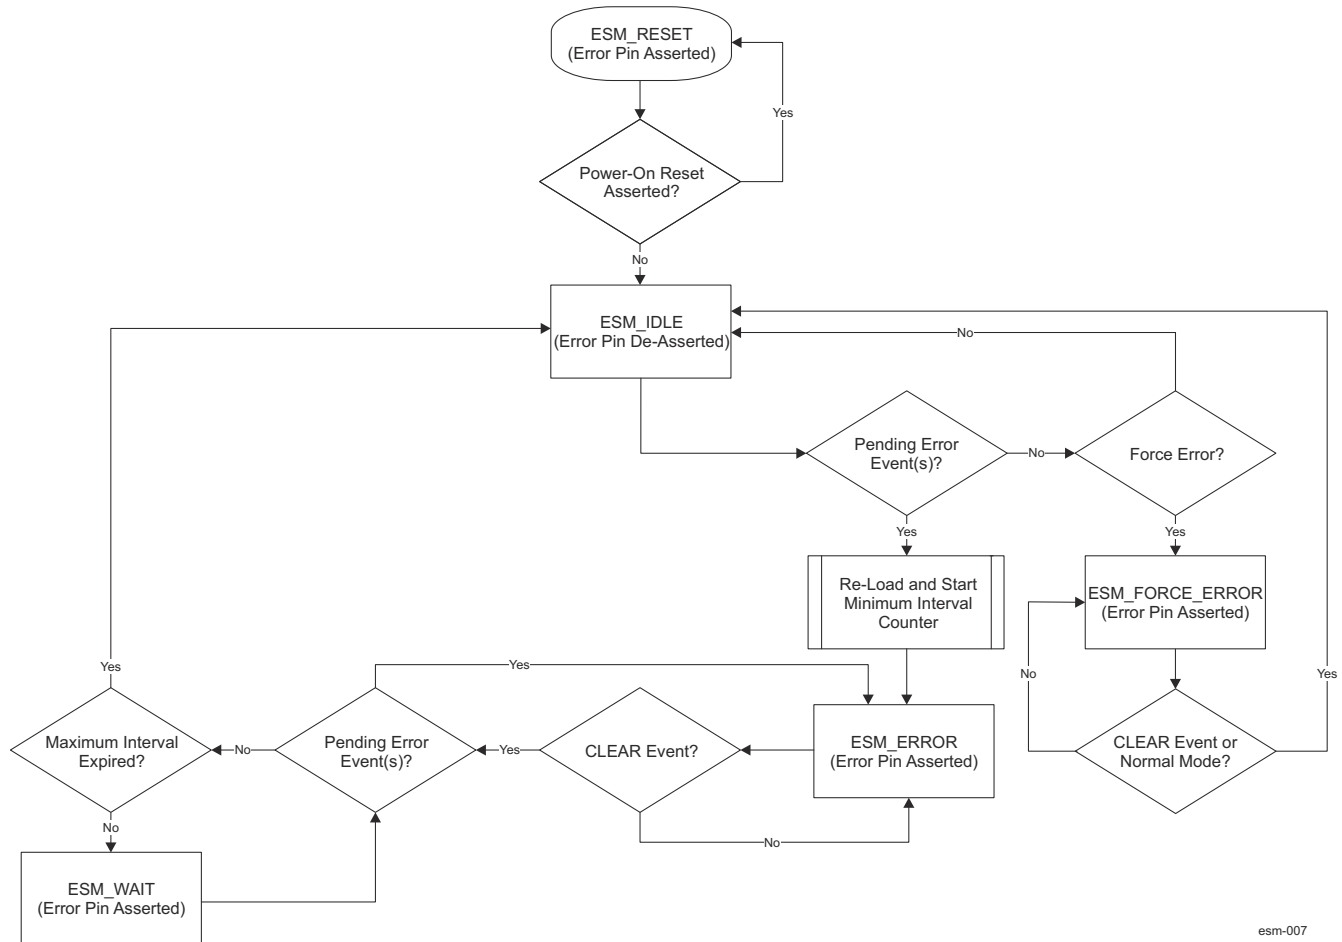 ESM_RESET
(Error Pin Asserted)
Yes
Power-On Reset
Asserted?
No
ESM_IDLE
(Error Pin De-Asserted)
No
Pending Error
Event(s)?
No
Force Error?
Yes
Yes
Re-Load and Start
Minimum Interval
Counter
ESM_FORCE_ERROR
(Error Pin Asserted)
Yes
Yes
No
Yes
Maximum Interval
Expired?
No
Pending Error
Event(s)?
Yes
CLEAR Event?
ESM_ERROR
(Error Pin Asserted)
CLEAR Event or
Normal Mode?
No
No
ESM_WAIT
(Error Pin Asserted)
esm-007